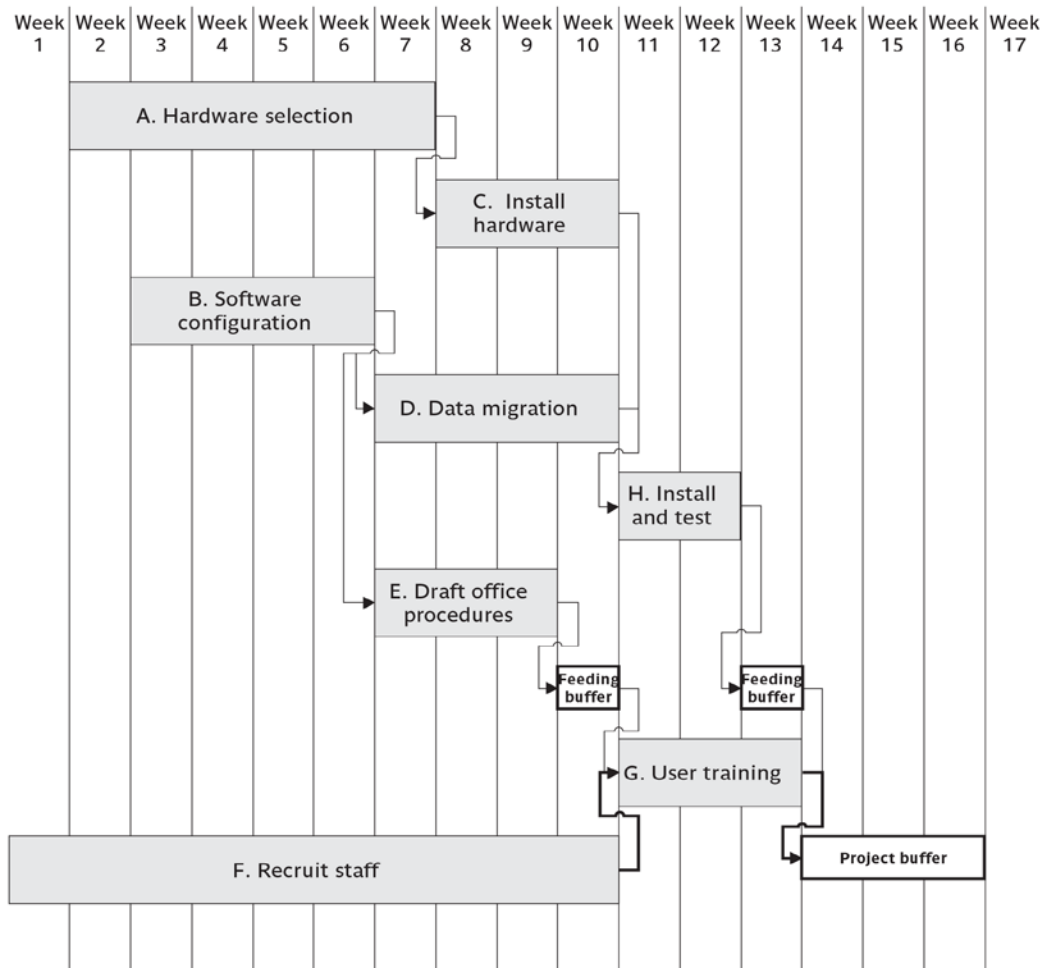 Week Week Week Week Week Week Week Week Week Week Week Week Week Week Week Week Week
1 2 3 4 5 6 7 8 9 10 11 12 13 14 15 16 17
A. Hardware selection
C. Install
hardware
B. Software
configuration
D. Data migration
H. Install
and test
E. Draft office
procedures
Feeding
buffer
Feeding
buffer
G. User training
F. Recruit staff
Project buffer